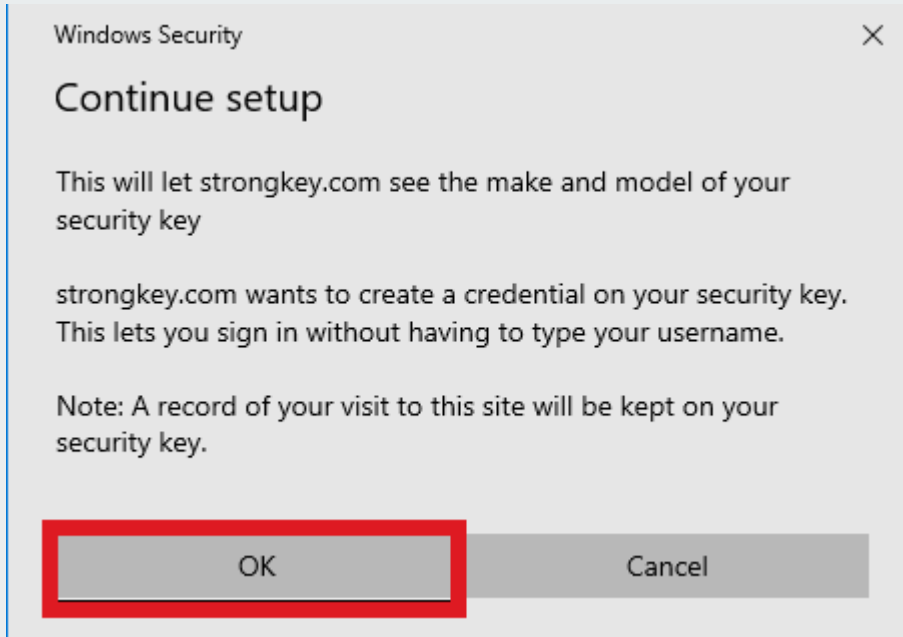 Windows Security
Continue setup
This will let strongkey.com see the make and model of your
security key
strongkey.com wants to create a credential on your security key.
This lets you sign in without having to type your username.
Note: A record of your visit to this site will be kept on your
security key.
OK
Cancel